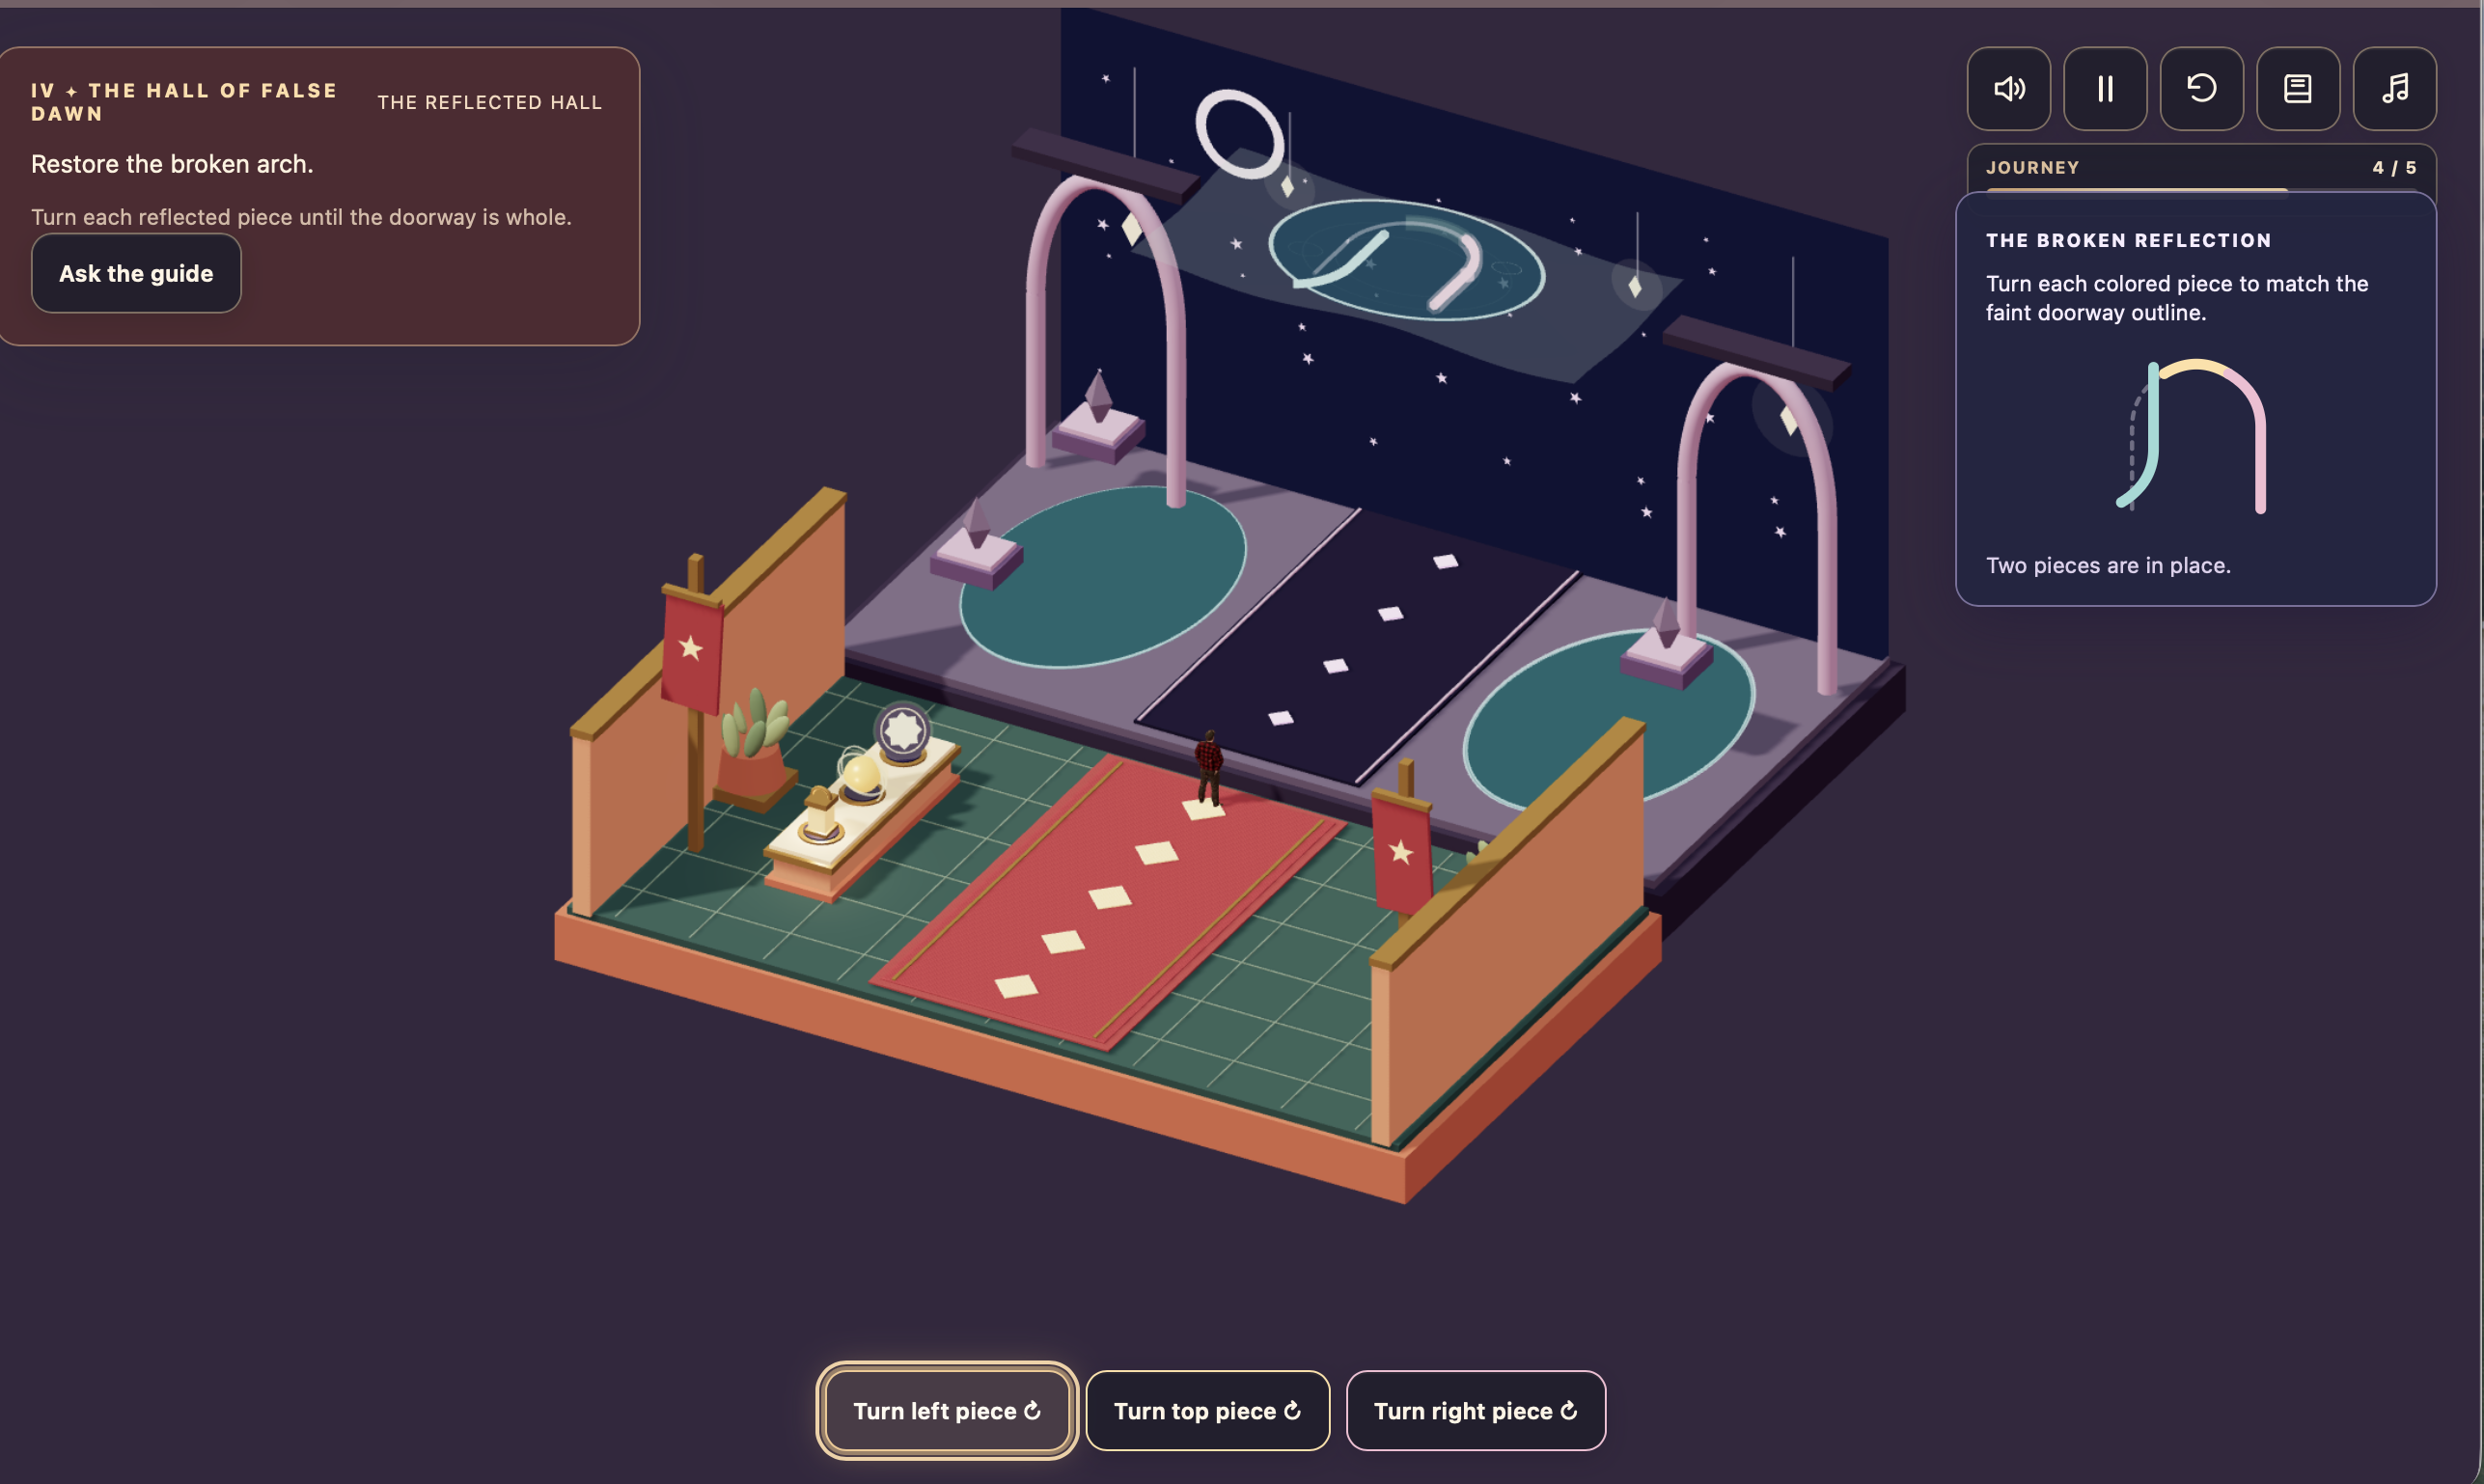 IV ✦ THE HALL OF FALSE
DAWN
THE REFLECTED HALL
Restore the broken arch.
Turn each reflected piece until the doorway is whole.
Ask the guide
JOURNEY 4 / 5
THE BROKEN REFLECTION
Turn each colored piece to match the
faint doorway outline.
Two pieces are in place.
Turn left piece ↻
Turn top piece ↻
Turn right piece ↻